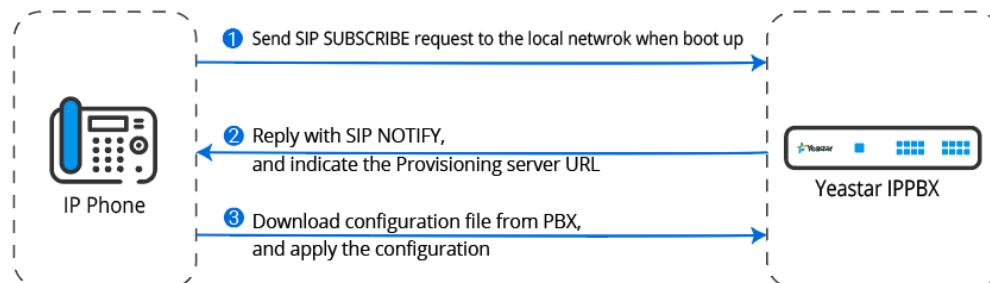 1 Send SIP SUBSCRIBE request to the local netwrok when boot up
2 Reply with SIP NOTIFY,
and indicate the Provisioning server URL
Yeastar
IP Phone
Yeastar IPPBX
3 Download configuration file from PBX,
and apply the configuration